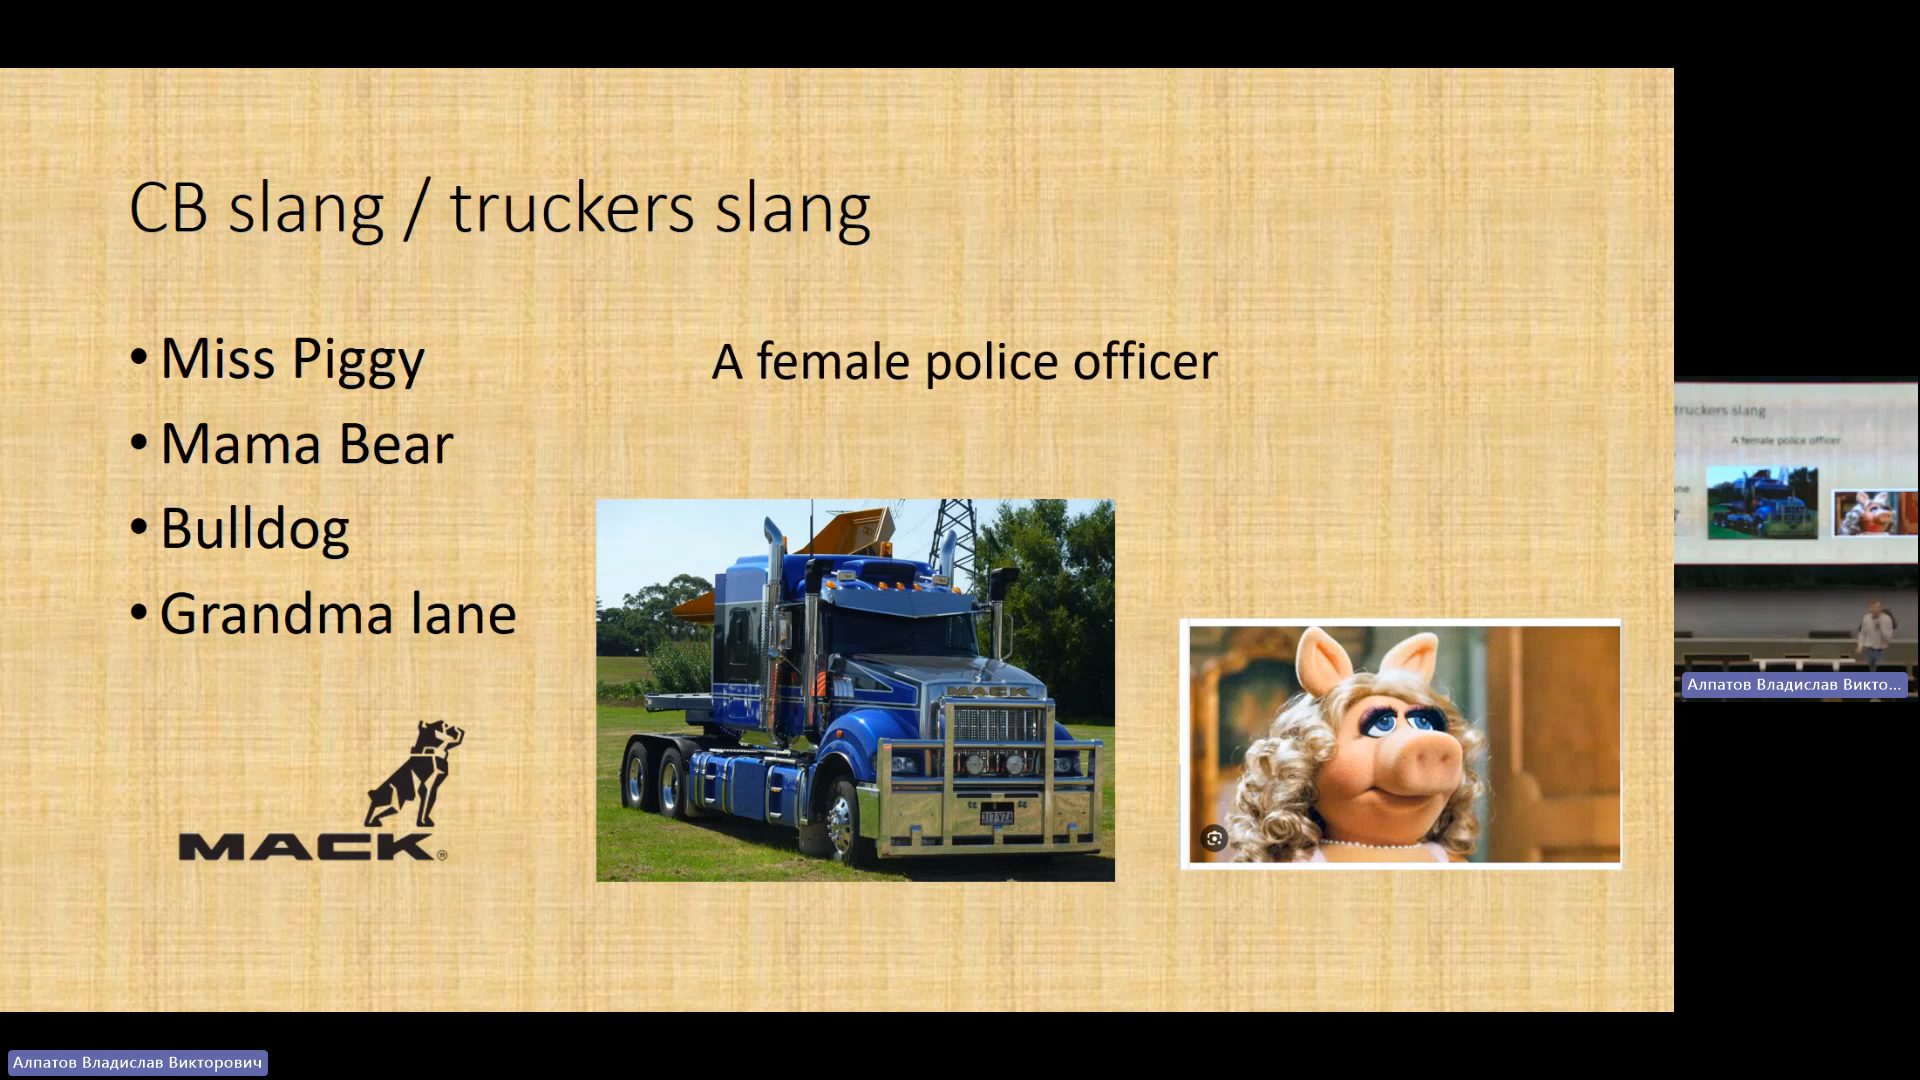 CB slang / truckers slang
• Miss Piggy
A female police officer
• Mama Bear
• Bulldog
• Grandma lane
MACK
MACK®
truckers slang
A female police officer
Алпатов Владислав Викто...
Алпатов Владислав Викторович